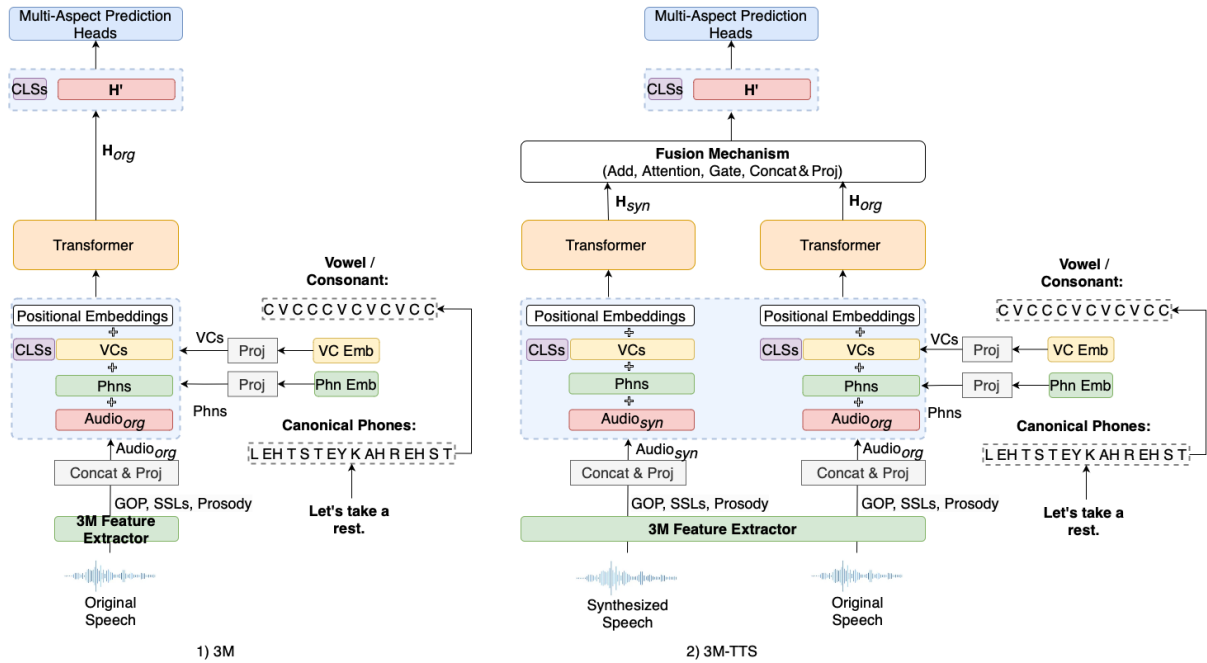 Multi-Aspect Prediction
Heads
CLSs
H'
H_org
Transformer
Positional Embeddings
CLSs
VCs
Phns
Audio_org
Audio_org
Concat & Proj
GOP, SSLs, Prosody
3M Feature
Extractor
Original
Speech
1) 3M
Vowel /
Consonant:
C V C C C V C V C V C C
VCs
Proj
VC Emb
Proj
Phn Emb
Phns
Canonical Phones:
L EH T S T EY K AH R EH S T
Let's take a
rest.
Multi-Aspect Prediction
Heads
CLSs
H'
Fusion Mechanism
(Add, Attention, Gate, Concat & Proj)
H_syn
H_org
Transformer
Transformer
Positional Embeddings
Positional Embeddings
CLSs
VCs
CLSs
VCs
Phns
Phns
Audio_syn
Audio_org
Audio_syn
Audio_org
Concat & Proj
Concat & Proj
GOP, SSLs, Prosody
GOP, SSLs, Prosody
3M Feature Extractor
Synthesized
Speech
Original
Speech
2) 3M-TTS
Vowel /
Consonant:
C V C C C V C V C V C C
VCs
Proj
VC Emb
Proj
Phn Emb
Phns
Canonical Phones:
L EH T S T EY K AH R EH S T
Let's take a
rest.